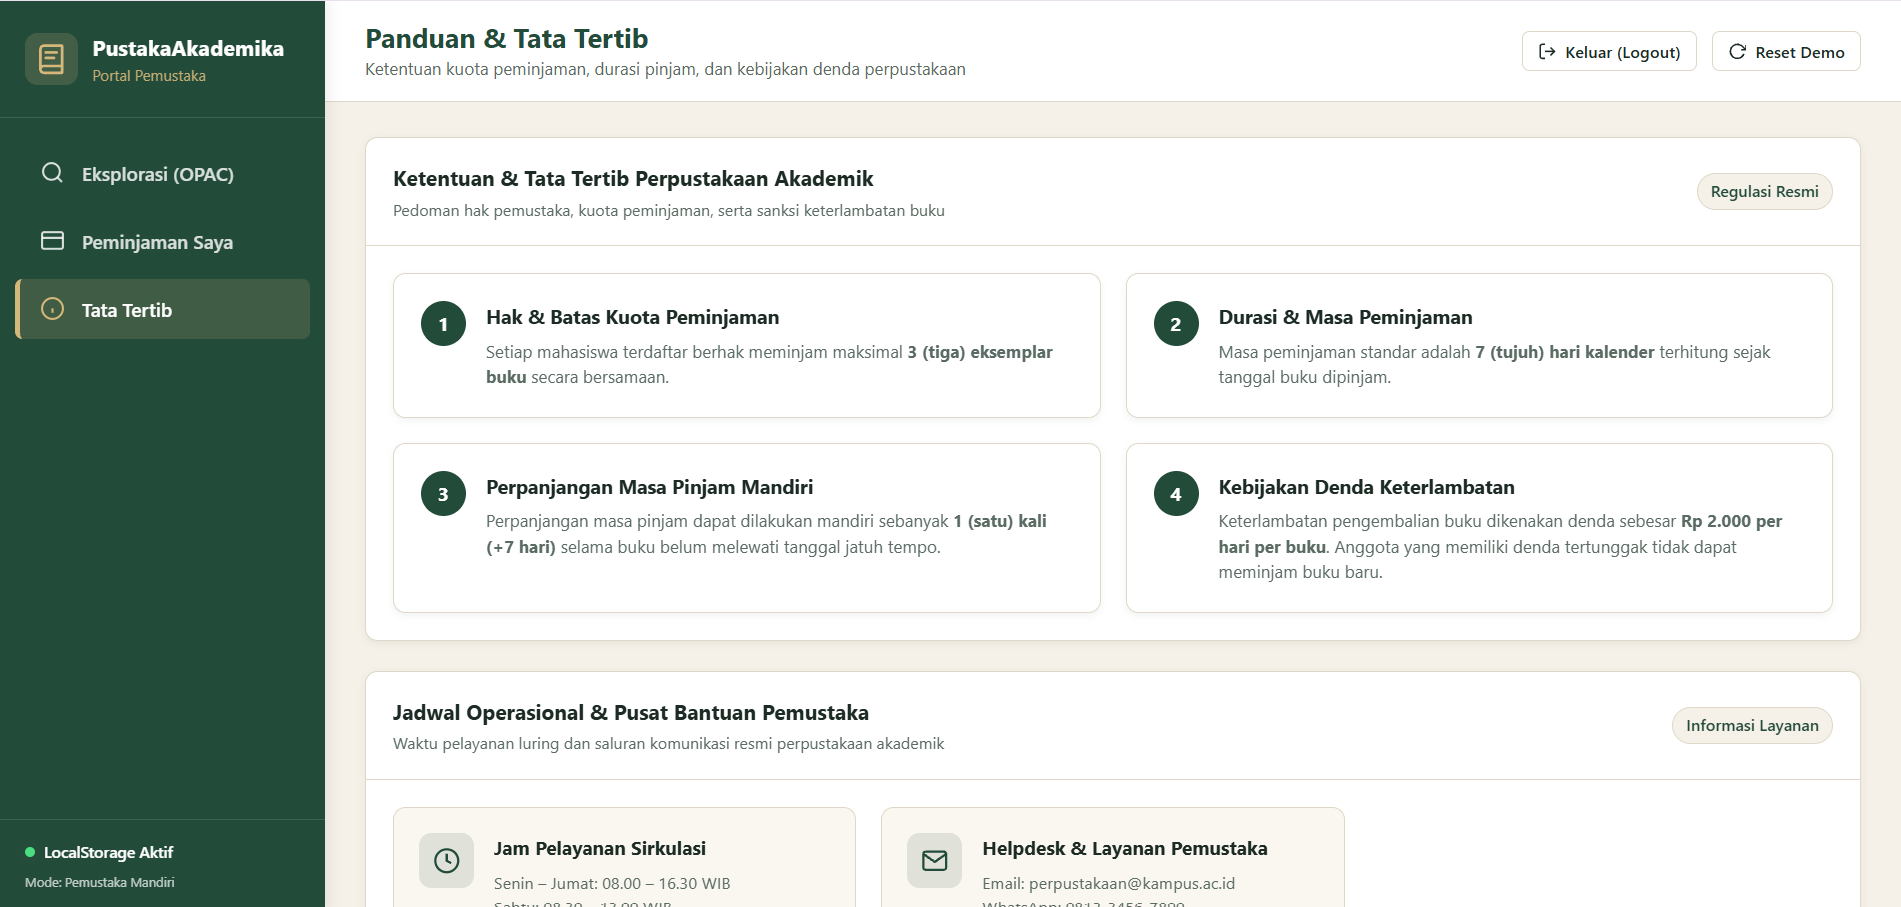 PustakaAkademika
Portal Pemustaka
Eksplorasi (OPAC)
Peminjaman Saya
Tata Tertib
LocalStorage Aktif
Mode: Pemustaka Mandiri
Panduan & Tata Tertib
Ketentuan kuota peminjaman, durasi pinjam, dan kebijakan denda perpustakaan
Keluar (Logout)
Reset Demo
Ketentuan & Tata Tertib Perpustakaan Akademik
Pedoman hak pemustaka, kuota peminjaman, serta sanksi keterlambatan buku
Regulasi Resmi
1
Hak & Batas Kuota Peminjaman
Setiap mahasiswa terdaftar berhak meminjam maksimal 3 (tiga) eksemplar
buku secara bersamaan.
2
Durasi & Masa Peminjaman
Masa peminjaman standar adalah 7 (tujuh) hari kalender terhitung sejak
tanggal buku dipinjam.
3
Perpanjangan Masa Pinjam Mandiri
Perpanjangan masa pinjam dapat dilakukan mandiri sebanyak 1 (satu) kali
(+7 hari) selama buku belum melewati tanggal jatuh tempo.
4
Kebijakan Denda Keterlambatan
Keterlambatan pengembalian buku dikenakan denda sebesar Rp 2.000 per
hari per buku. Anggota yang memiliki denda tertunggak tidak dapat
meminjam buku baru.
Jadwal Operasional & Pusat Bantuan Pemustaka
Waktu pelayanan luring dan saluran komunikasi resmi perpustakaan akademik
Informasi Layanan
Jam Pelayanan Sirkulasi
Senin – Jumat: 08.00 – 16.30 WIB
Helpdesk & Layanan Pemustaka
Email: perpustakaan@kampus.ac.id